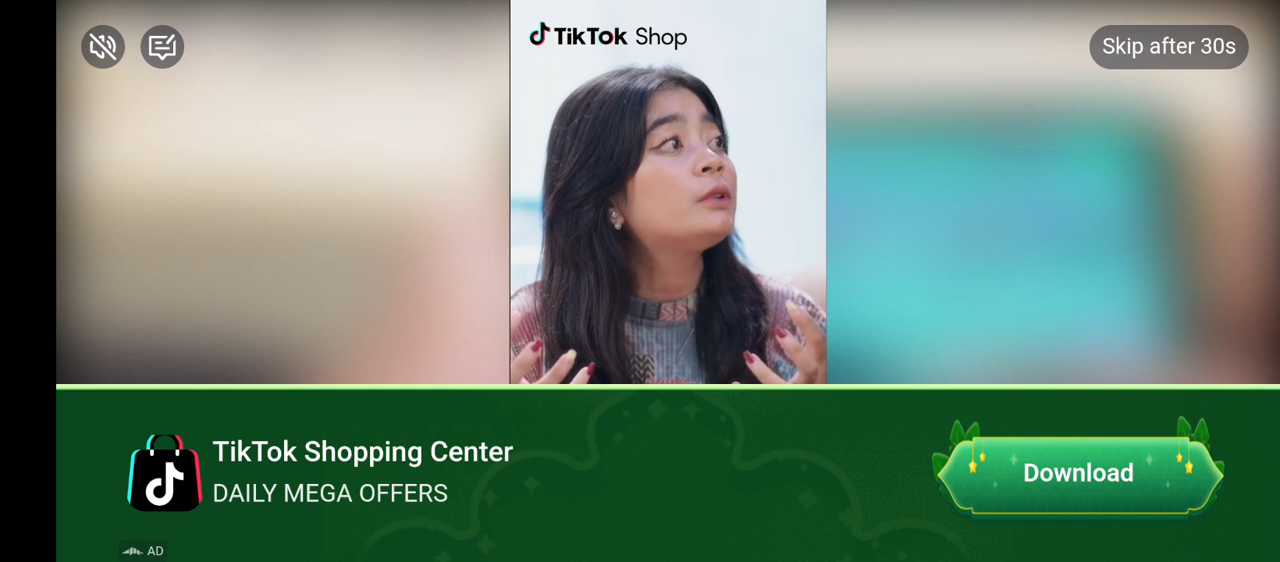 TikTok Shop
Skip after 30s
TikTok Shopping Center
DAILY MEGA OFFERS
Download
AD